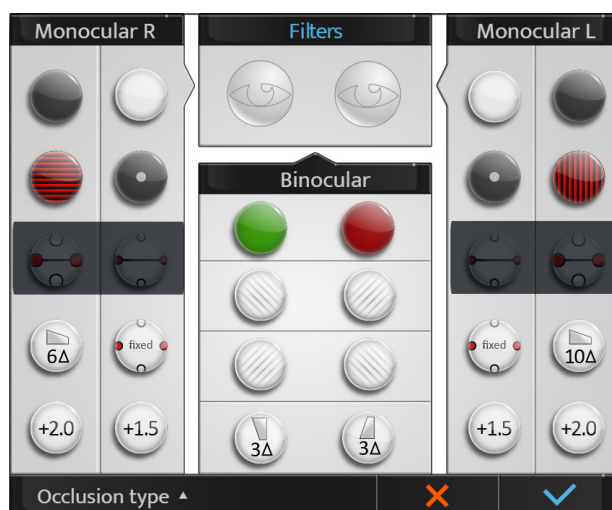 Monocular R
Filters
Monocular L
Binocular
6Δ
fixed
fixed
10Δ
+2.0
+1.5
3Δ
3Δ
+1.5
+2.0
Occlusion type